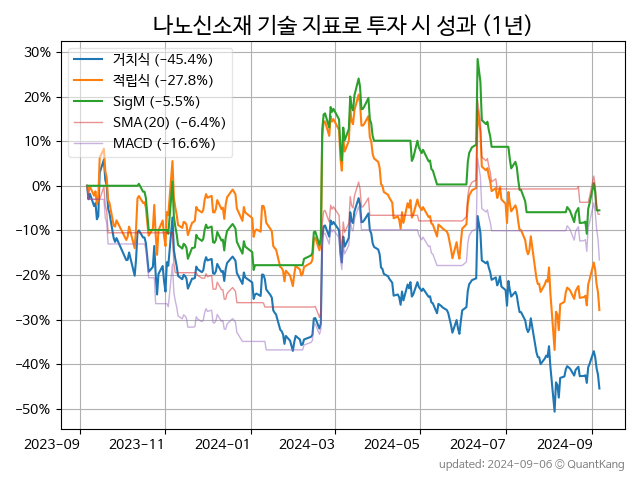 나노신소재 기술 지표로 투자 시 성과 (1년)
30%
20%
10%
0%
−10%
−20%
−30%
−40%
−50%
거치식 (−45.4%)
적립식 (−27.8%)
SigM (−5.5%)
SMA(20) (−6.4%)
MACD (−16.6%)
2023-09
2023-11
2024-01
2024-03
2024-05
2024-07
2024-09
updated: 2024-09-06 © QuantKang